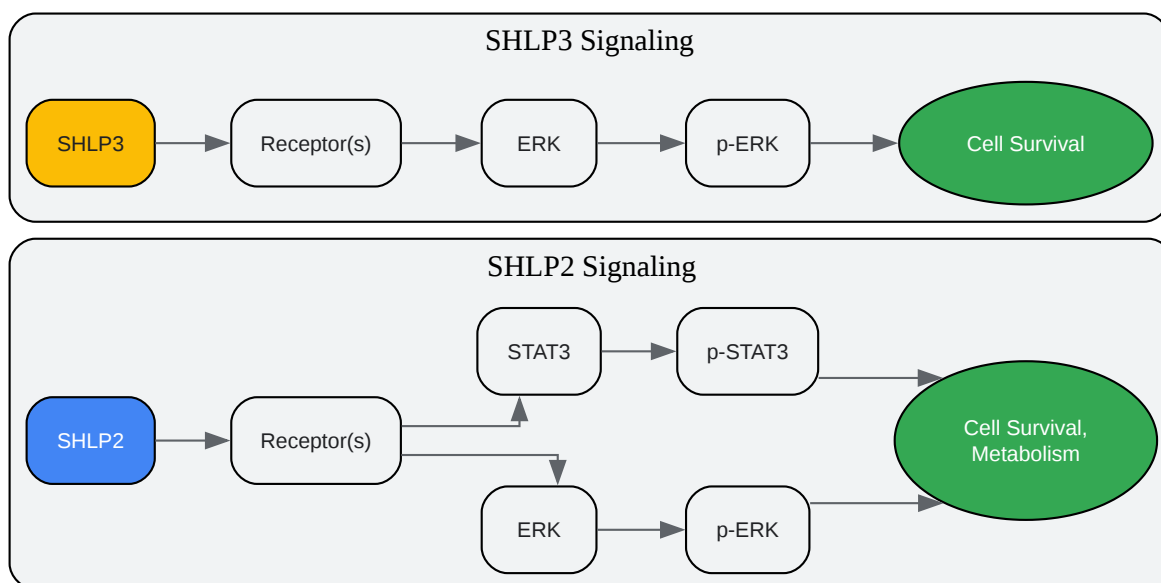 SHLP3 Signaling
SHLP3
Receptor(s)
ERK
p-ERK
Cell Survival
SHLP2 Signaling
STAT3
p-STAT3
SHLP2
Receptor(s)
Cell Survival,
Metabolism
ERK
p-ERK